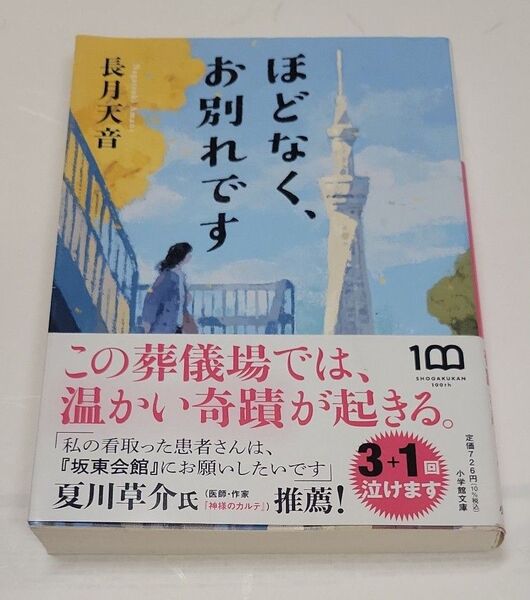 ほどなく、
お別れです
長月天音
Nagatsuki Amane
この葬儀場では、
温かい奇蹟が起きる。
「私の看取った患者さんは、
『坂東会館』にお願いしたいです」
夏川草介氏(医師・作家
『神様のカルテ』)推薦!
3+1回
泣けます
100
SHOGAKUKAN
100th
定価726円(10%税込)
小学館文庫